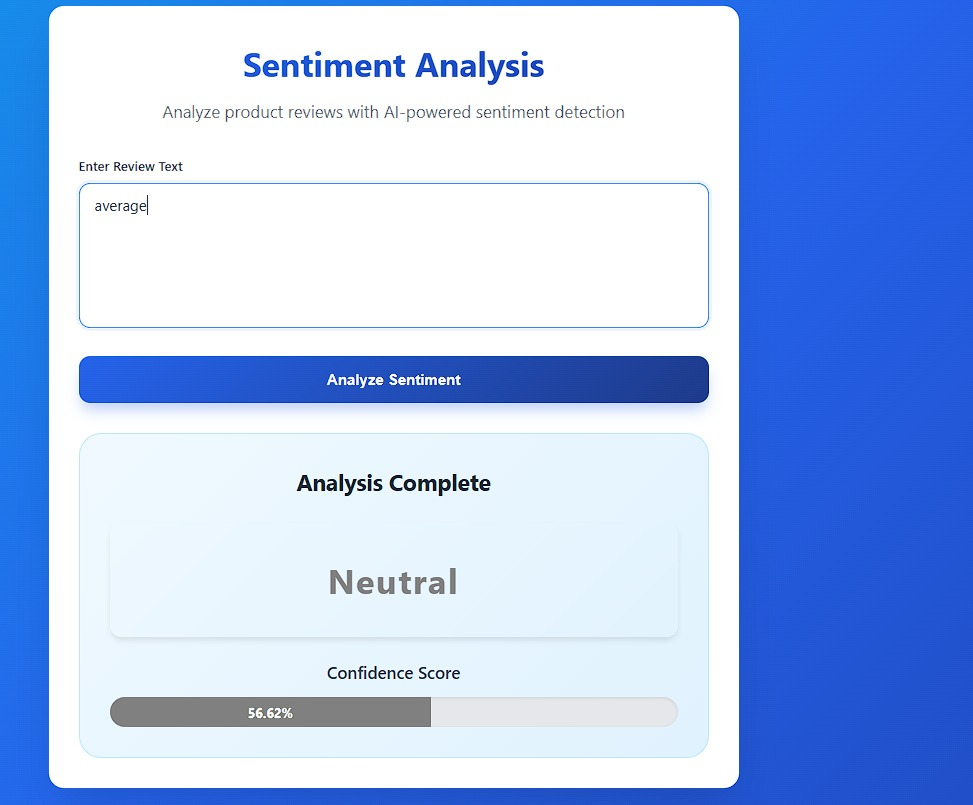 Sentiment Analysis
Analyze product reviews with AI-powered sentiment detection
Enter Review Text
average
Analyze Sentiment
Analysis Complete
Neutral
Confidence Score
56.62%